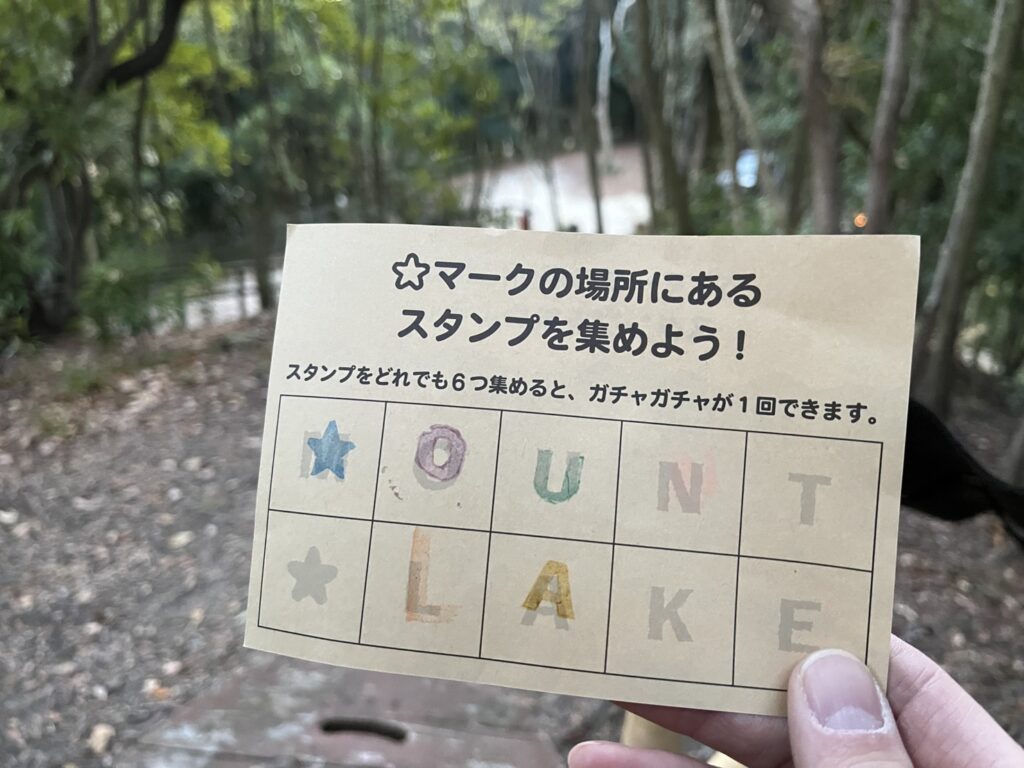 ☆マークの場所にある
スタンプを集めよう!
スタンプをどれでも6つ集めると、ガチャガチャが1回できます。
M O U N T
★ L A K E